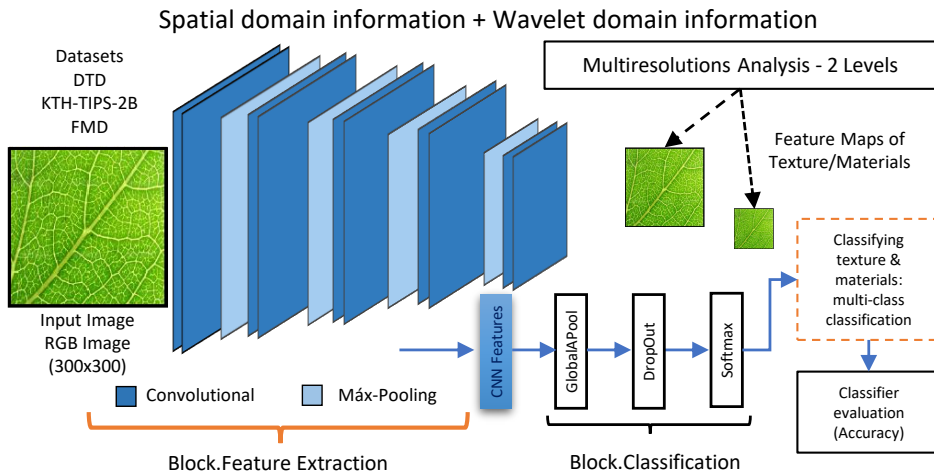 Spatial domain information + Wavelet domain information
Datasets
DTD
KTH-TIPS-2B
FMD
Input Image
RGB Image
(300x300)
Multiresolutions Analysis - 2 Levels
Feature Maps of
Texture/Materials
Convolutional
Máx-Pooling
Block.Feature Extraction
CNN Features
GlobalAPool
DropOut
Softmax
Block.Classification
Classifying
texture &
materials:
multi-class
classification
Classifier
evaluation
(Accuracy)